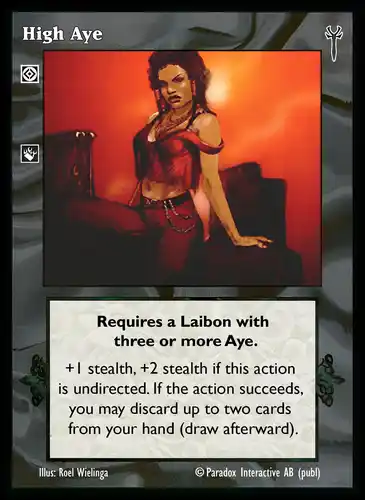 High Aye
Requires a Laibon with
three or more Aye.
+1 stealth, +2 stealth if this action
is undirected. If the action succeeds,
you may discard up to two cards
from your hand (draw afterward).
Illus: Roel Wielinga © Paradox Interactive AB (publ)